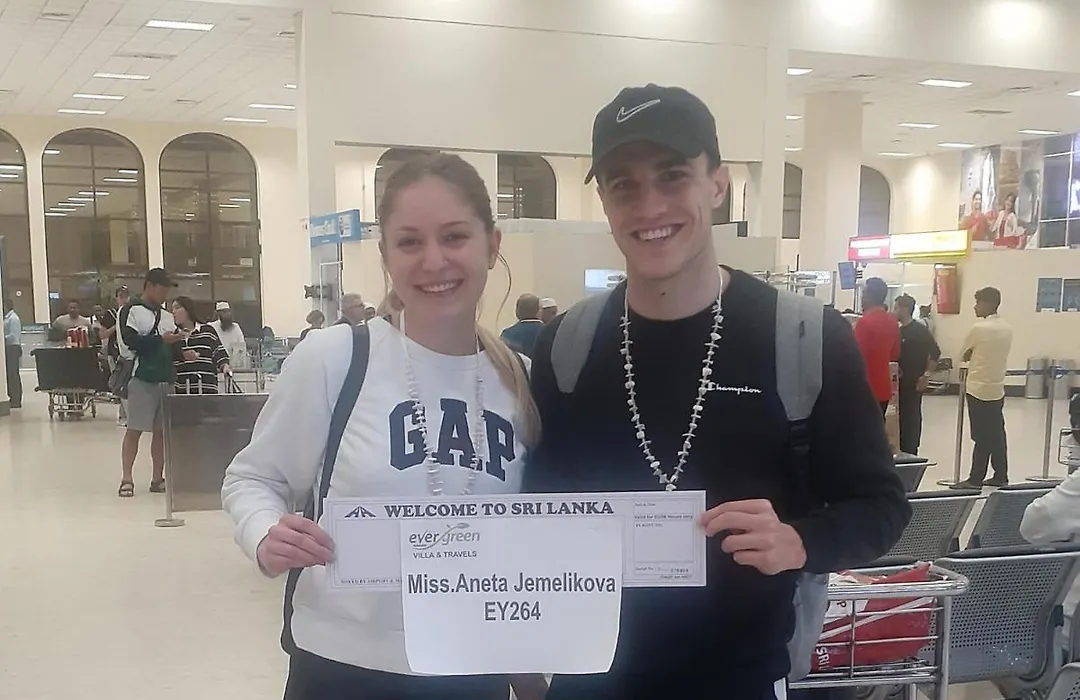 GAP
Champion
WELCOME TO SRI LANKA
evergreen
VILLA & TRAVELS
Miss.Aneta Jemelikova
EY264